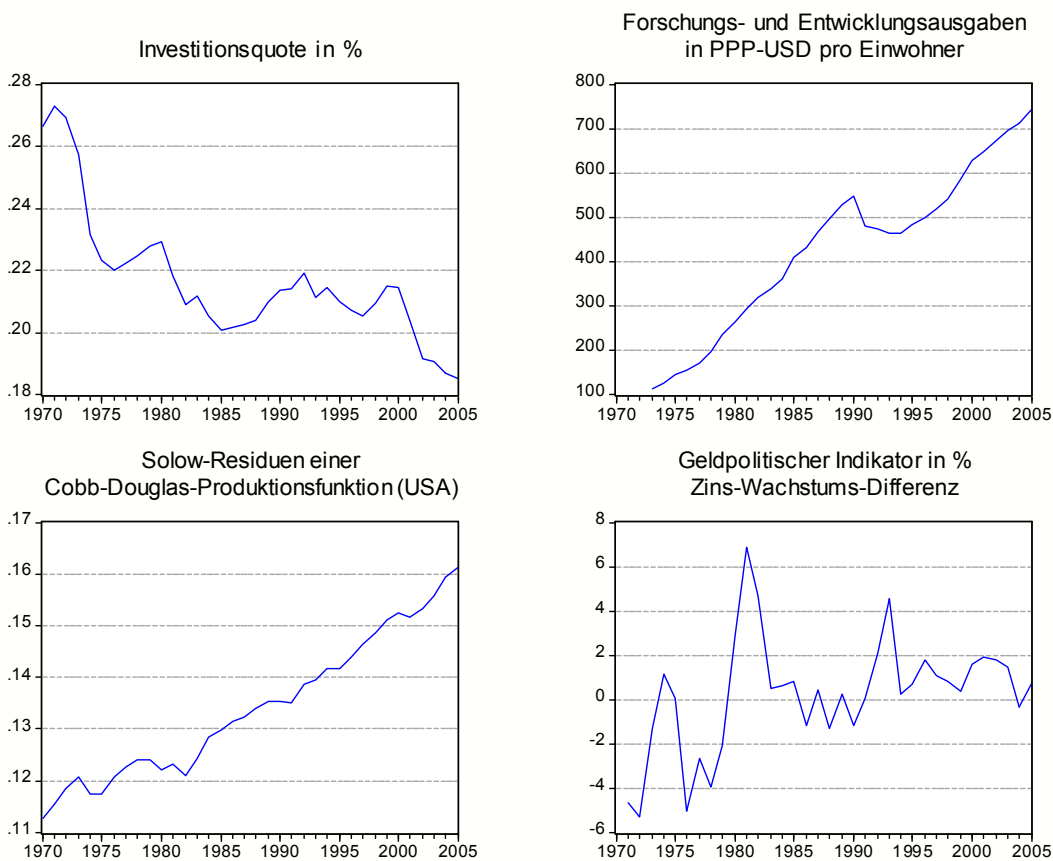 Investitionsquote in %
.28
.26
.24
.22
.20
.18
1970 1975 1980 1985 1990 1995 2000 2005
Forschungs- und Entwicklungsausgaben
in PPP-USD pro Einwohner
800
700
600
500
400
300
200
100
1970 1975 1980 1985 1990 1995 2000 2005
Solow-Residuen einer
Cobb-Douglas-Produktionsfunktion (USA)
.17
.16
.15
.14
.13
.12
.11
1970 1975 1980 1985 1990 1995 2000 2005
Geldpolitischer Indikator in %
Zins-Wachstums-Differenz
8
6
4
2
0
-2
-4
-6
1970 1975 1980 1985 1990 1995 2000 2005